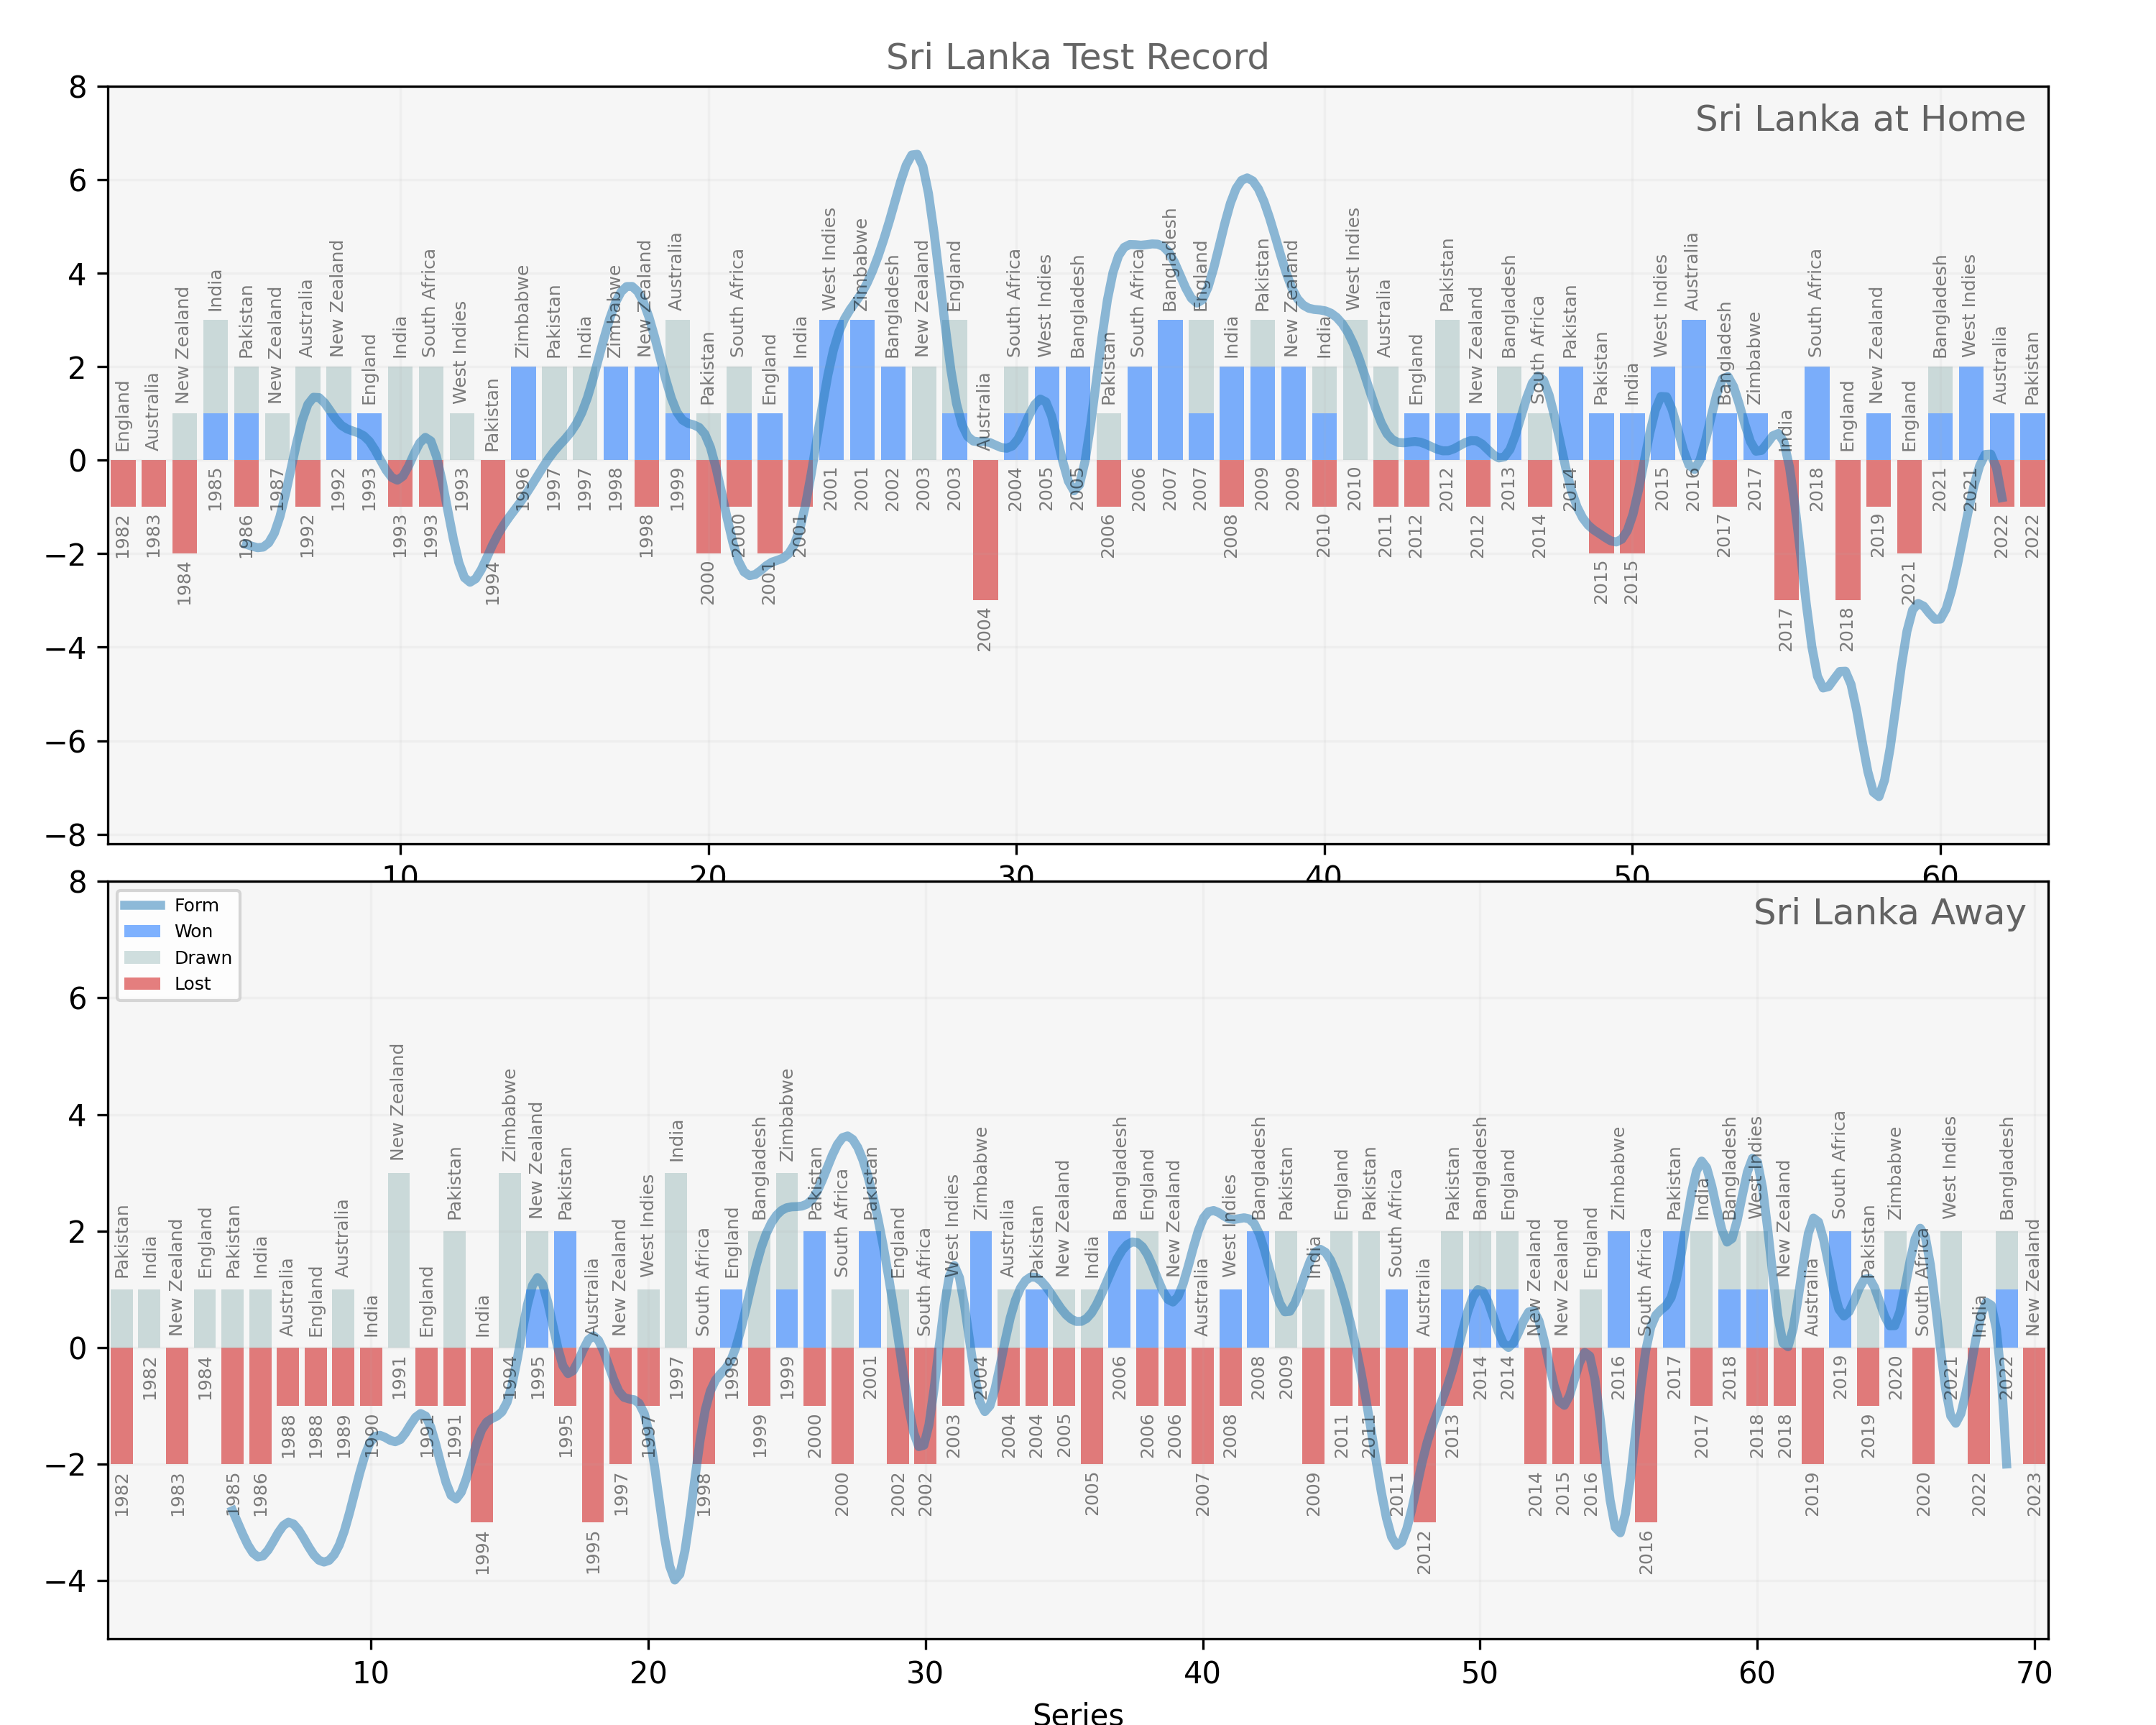 Sri Lanka Test Record
Sri Lanka at Home
8
6
4
2
0
−2
−4
−6
−8
England
Australia
New Zealand
India
Pakistan
New Zealand
Australia
New Zealand
England
India
South Africa
West Indies
Pakistan
Zimbabwe
Pakistan
India
Zimbabwe
New Zealand
Australia
Pakistan
South Africa
England
India
West Indies
Zimbabwe
Bangladesh
New Zealand
England
Australia
South Africa
West Indies
Bangladesh
Pakistan
South Africa
Bangladesh
England
India
Pakistan
New Zealand
India
West Indies
Australia
England
Pakistan
New Zealand
Bangladesh
South Africa
Pakistan
Pakistan
India
West Indies
Australia
Bangladesh
Zimbabwe
India
South Africa
England
New Zealand
England
Bangladesh
West Indies
Australia
Pakistan
1982
1983
1984
1985
1986
1987
1992
1992
1993
1993
1993
1993
1994
1996
1997
1997
1998
1998
1999
2000
2000
2001
2001
2001
2001
2002
2003
2003
2004
2004
2005
2005
2006
2006
2007
2007
2008
2009
2009
2010
2010
2011
2012
2012
2012
2013
2014
2014
2015
2015
2015
2016
2017
2017
2017
2018
2018
2019
2021
2021
2021
2022
2022
10
20
30
40
50
60
Sri Lanka Away
Form
Won
Drawn
Lost
8
6
4
2
0
−2
−4
Pakistan
India
New Zealand
England
Pakistan
India
Australia
England
Australia
India
New Zealand
England
Pakistan
India
Zimbabwe
New Zealand
Pakistan
Australia
New Zealand
West Indies
India
South Africa
England
Bangladesh
Zimbabwe
Pakistan
South Africa
Pakistan
England
South Africa
West Indies
Zimbabwe
Australia
Pakistan
New Zealand
India
Bangladesh
England
New Zealand
Australia
West Indies
Bangladesh
Pakistan
India
England
Pakistan
South Africa
Australia
Pakistan
Bangladesh
England
New Zealand
New Zealand
England
Zimbabwe
South Africa
Pakistan
India
Bangladesh
West Indies
New Zealand
Australia
South Africa
Pakistan
Zimbabwe
South Africa
West Indies
India
Bangladesh
New Zealand
1982
1982
1983
1984
1985
1986
1988
1988
1989
1990
1991
1991
1991
1994
1994
1995
1995
1995
1997
1997
1997
1998
1998
1999
1999
2000
2000
2001
2002
2002
2003
2004
2004
2004
2005
2005
2006
2006
2006
2007
2008
2008
2009
2009
2011
2011
2011
2012
2013
2014
2014
2014
2015
2016
2016
2016
2017
2017
2018
2018
2018
2019
2019
2019
2020
2020
2021
2022
2022
2023
10
20
30
40
50
60
70
Series